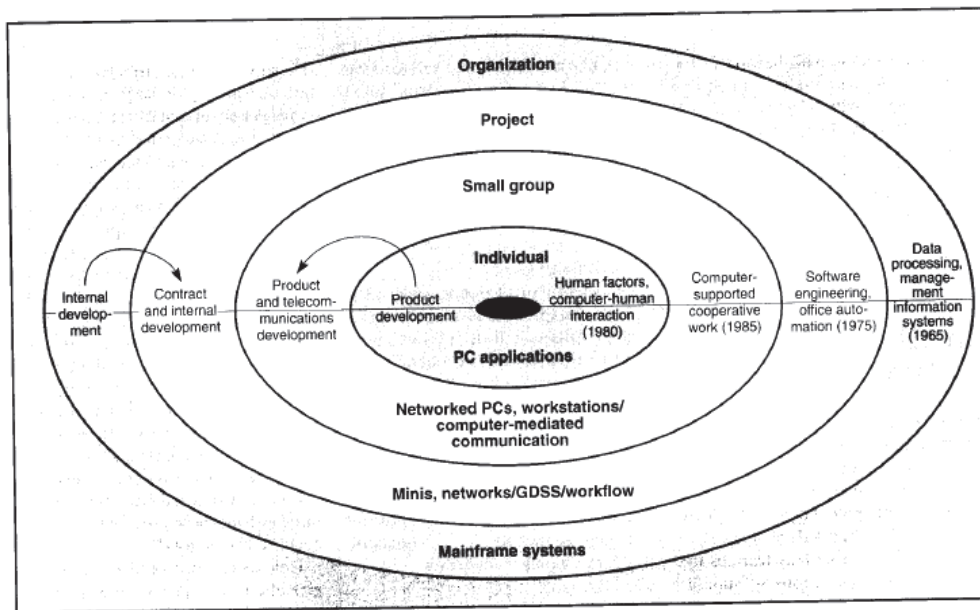 Organization
Project
Small group
Individual
Internal
develop-
ment
Contract
and internal
development
Product
and telecom-
munications
development
Product
development
Human factors,
computer-human
interaction
(1980)
Computer-
supported
cooperative
work (1985)
Software
engineering,
office auto-
mation (1975)
Data
processing,
manage-
ment
information
systems
(1965)
PC applications
Networked PCs, workstations/
computer-mediated
communication
Minis, networks/GDSS/workflow
Mainframe systems